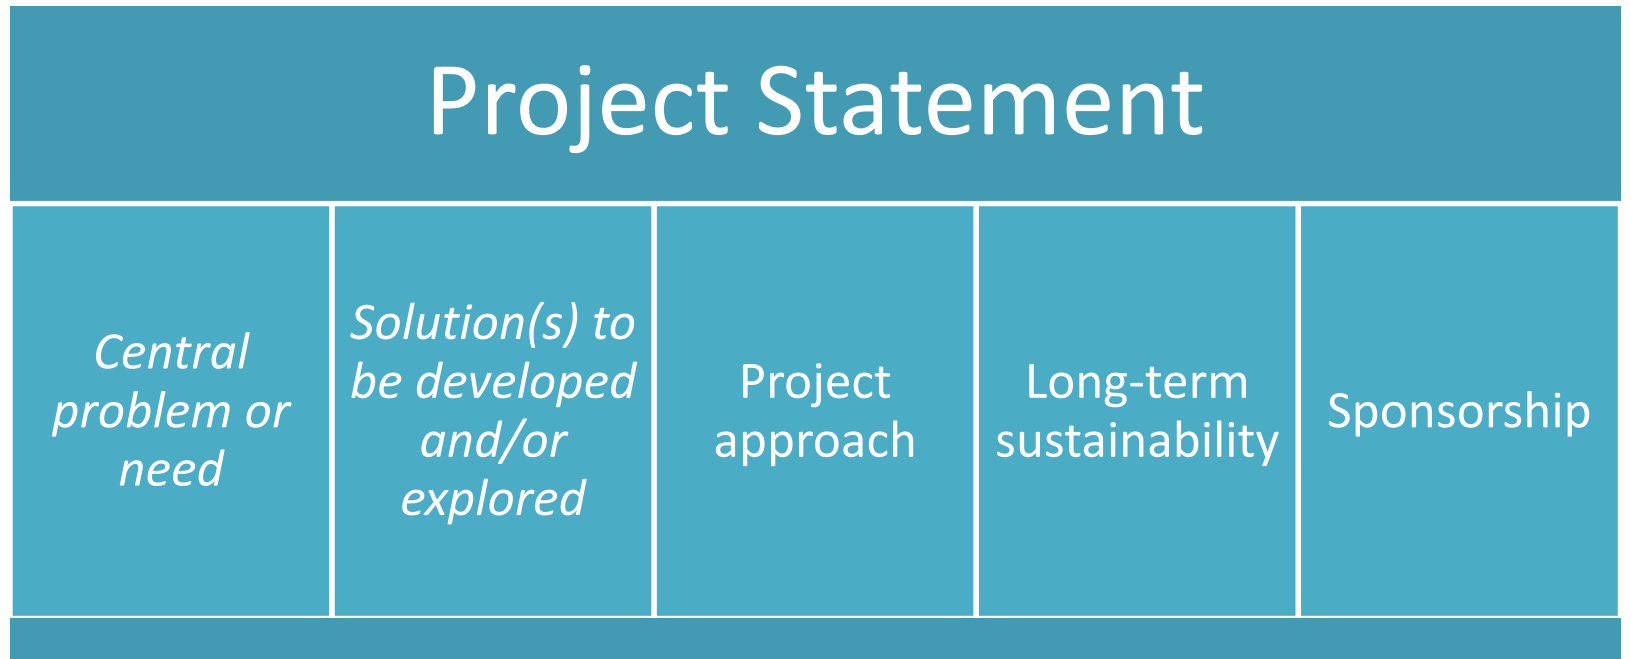 Project Statement
Central
problem or
need
Solution(s) to
be developed
and/or
explored
Project
approach
Long-term
sustainability
Sponsorship